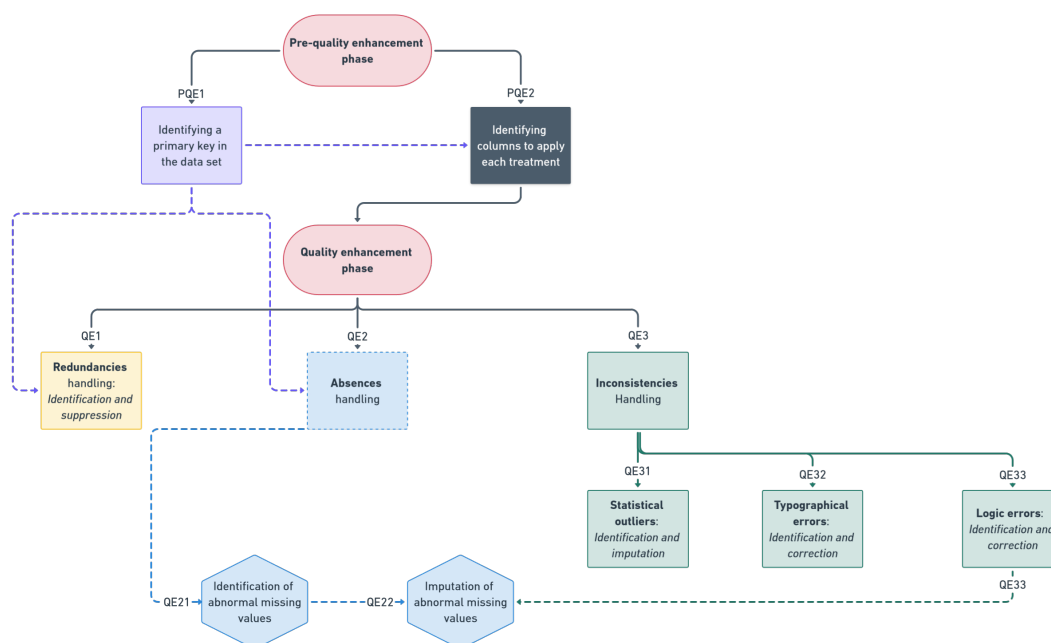 Pre-quality enhancement
phase
PQE1
PQE2
Identifying a
primary key in
the data set
Identifying
columns to apply
each treatment
Quality enhancement
phase
QE1
QE2
QE3
Redundancies
handling:
Identification and
suppression
Absences
handling
Inconsistencies
Handling
QE31
QE32
QE33
Statistical
outliers:
Identification and
imputation
Typographical
errors:
Identification and
correction
Logic errors:
Identification and
correction
QE21
Identification of
abnormal missing
values
QE22
Imputation of
abnormal missing
values
QE33